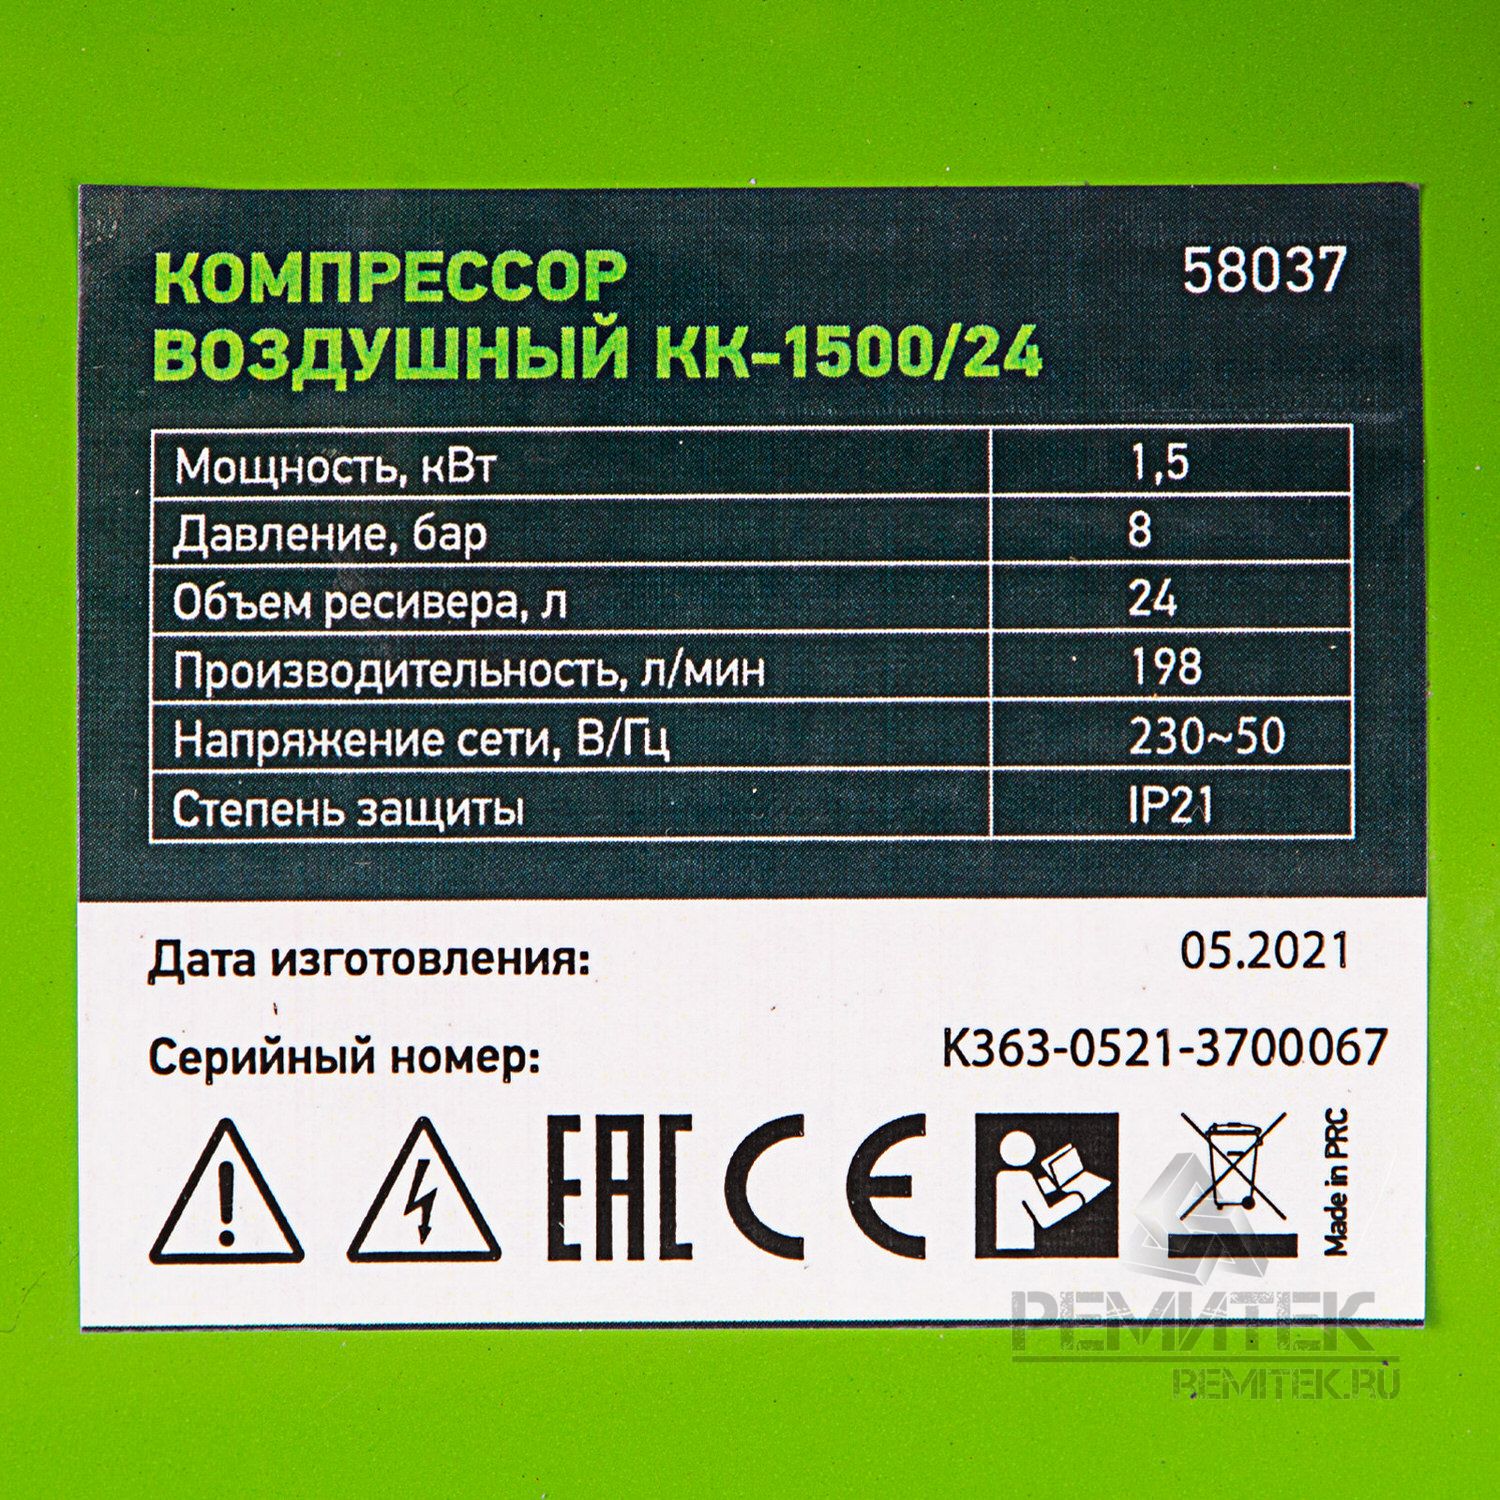 КОМПРЕССОР 58037
ВОЗДУШНЫЙ КК-1500/24
Мощность, кВт 1,5
Давление, бар 8
Объем ресивера, л 24
Производительность, л/мин 198
Напряжение сети, В/Гц 230~50
Степень защиты IP21
Дата изготовления: 05.2021
Серийный номер: K363-0521-3700067
EAC CE Made in PRC
РЕМИТЕК
REMITEK.RU